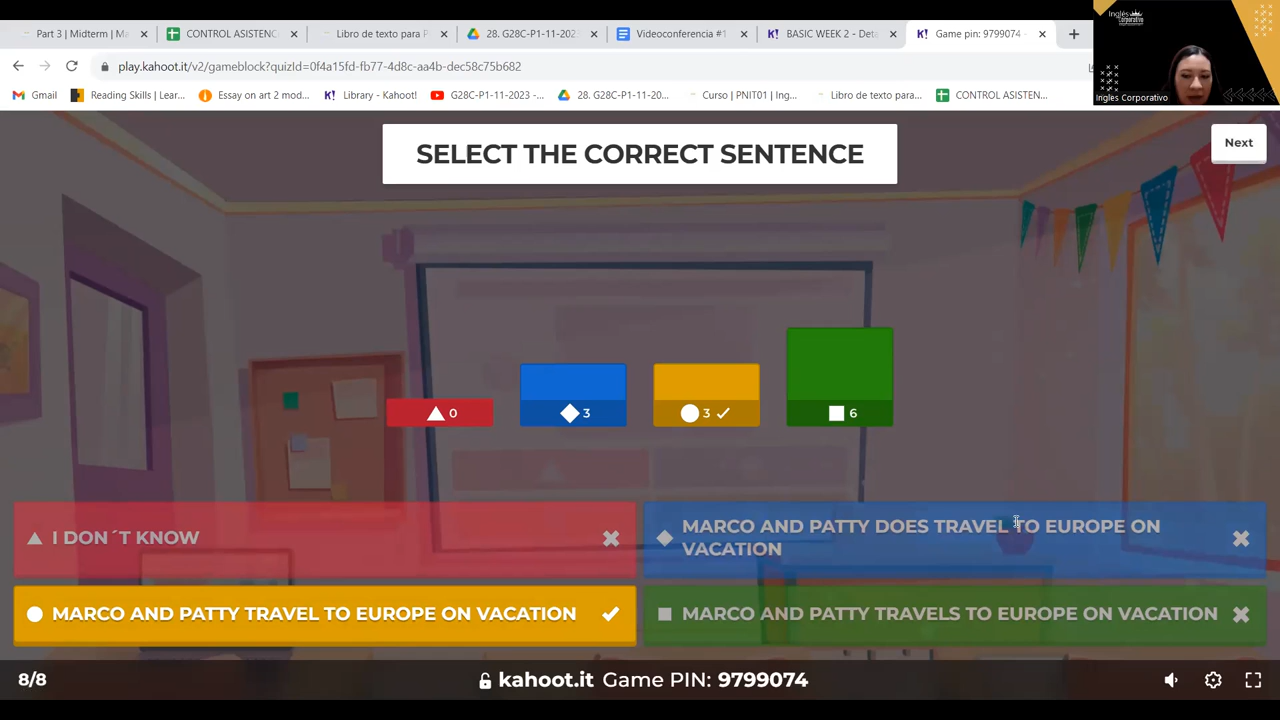 Part 3 | Midterm | Ma
CONTROL ASISTENC
Libro de texto para
28. G28C-P1-11-202
Videoconferencia #1
BASIC WEEK 2 - Det
Game pin: 9799074
play.kahoot.it/v2/gameblock?quizId=0f4a15fd-fb77-4d8c-aa4b-dec58c75b682
Gmail
Reading Skills | Lear...
Essay on art 2 mod...
Library - Kahoot!
G28C-P1-11-2023 -...
28. G28C-P1-11-20...
Curso | PNIT01 | Ing...
Libro de texto para...
CONTROL ASISTEN...
Inglés
Corporativo
Ingles Corporativo
SELECT THE CORRECT SENTENCE
Next
0
3
3
6
I DON´T KNOW
MARCO AND PATTY DOES TRAVEL TO EUROPE ON
VACATION
MARCO AND PATTY TRAVEL TO EUROPE ON VACATION
MARCO AND PATTY TRAVELS TO EUROPE ON VACATION
8/8
kahoot.it Game PIN: 9799074